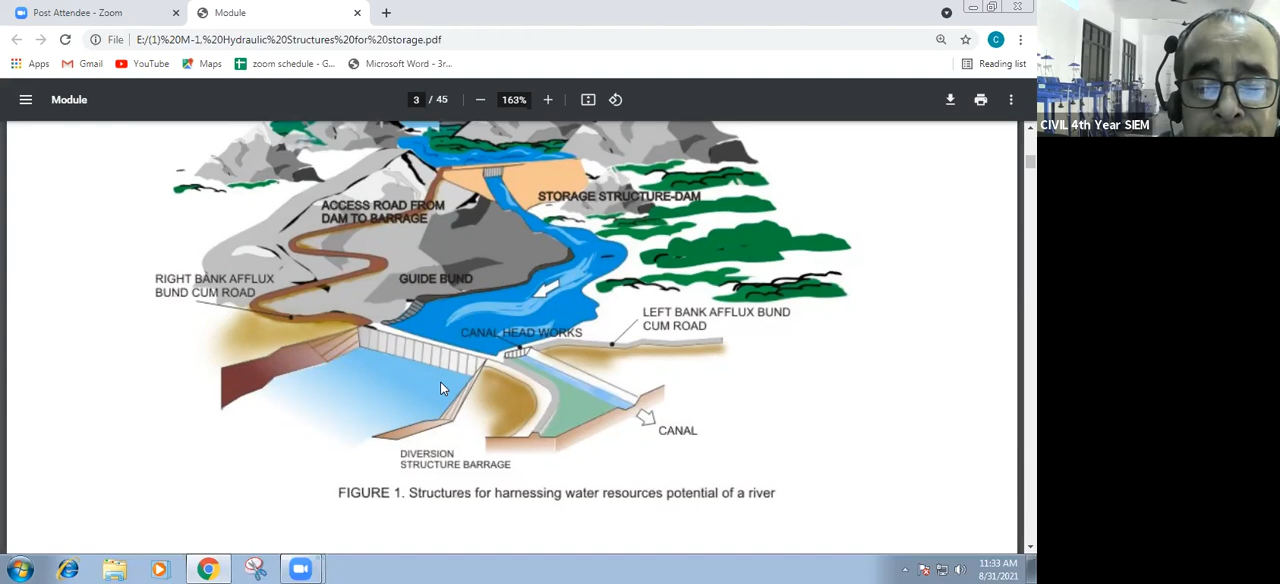 Post Attendee - Zoom
Module
File
E:/(1)%20M-1.%20Hydraulic%20Structures%20for%20storage.pdf
C
Apps
Gmail
YouTube
Maps
zoom schedule - G...
Microsoft Word - 3r...
Reading list
Module
3 / 45
163%
CIVIL 4th Year SIEM
STORAGE STRUCTURE-DAM
ACCESS ROAD FROM
DAM TO BARRAGE
RIGHT BANK AFFLUX
BUND CUM ROAD
GUIDE BUND
LEFT BANK AFFLUX BUND
CUM ROAD
CANAL HEAD WORKS
CANAL
DIVERSION
STRUCTURE BARRAGE
FIGURE 1. Structures for harnessing water resources potential of a river
11:33 AM
8/31/2021